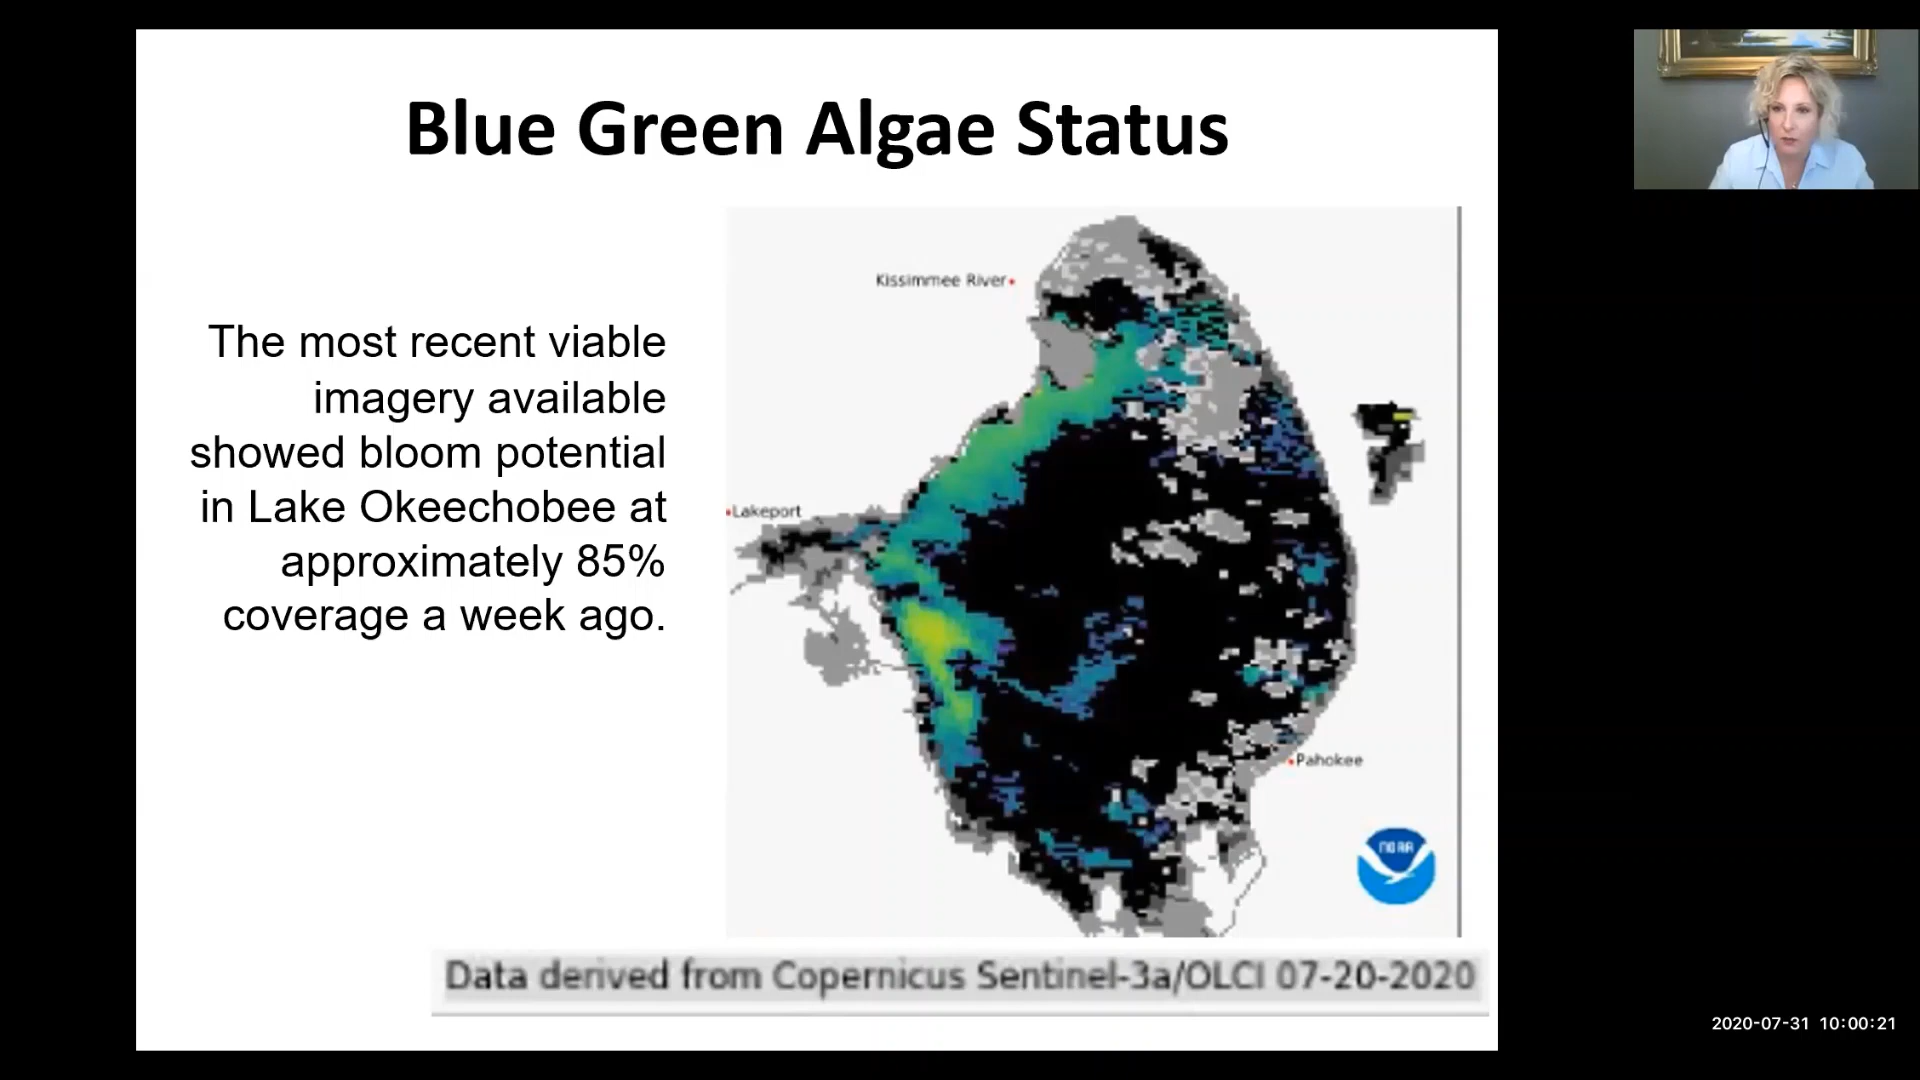 Blue Green Algae Status
The most recent viable
imagery available
showed bloom potential
in Lake Okeechobee at
approximately 85%
coverage a week ago.
Kissimmee River
Lakeport
Pahokee
NOAA
Data derived from Copernicus Sentinel-3a/OLCI 07-20-2020
2020-07-31 10:00:21